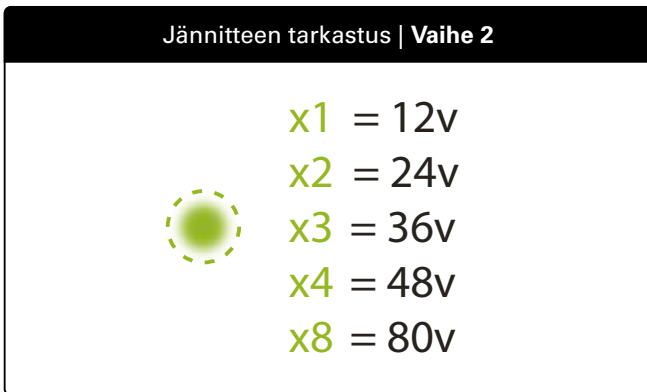 Jännitteen tarkastus | Vaihe 2
x1 = 12v
x2 = 24v
x3 = 36v
x4 = 48v
x8 = 80v